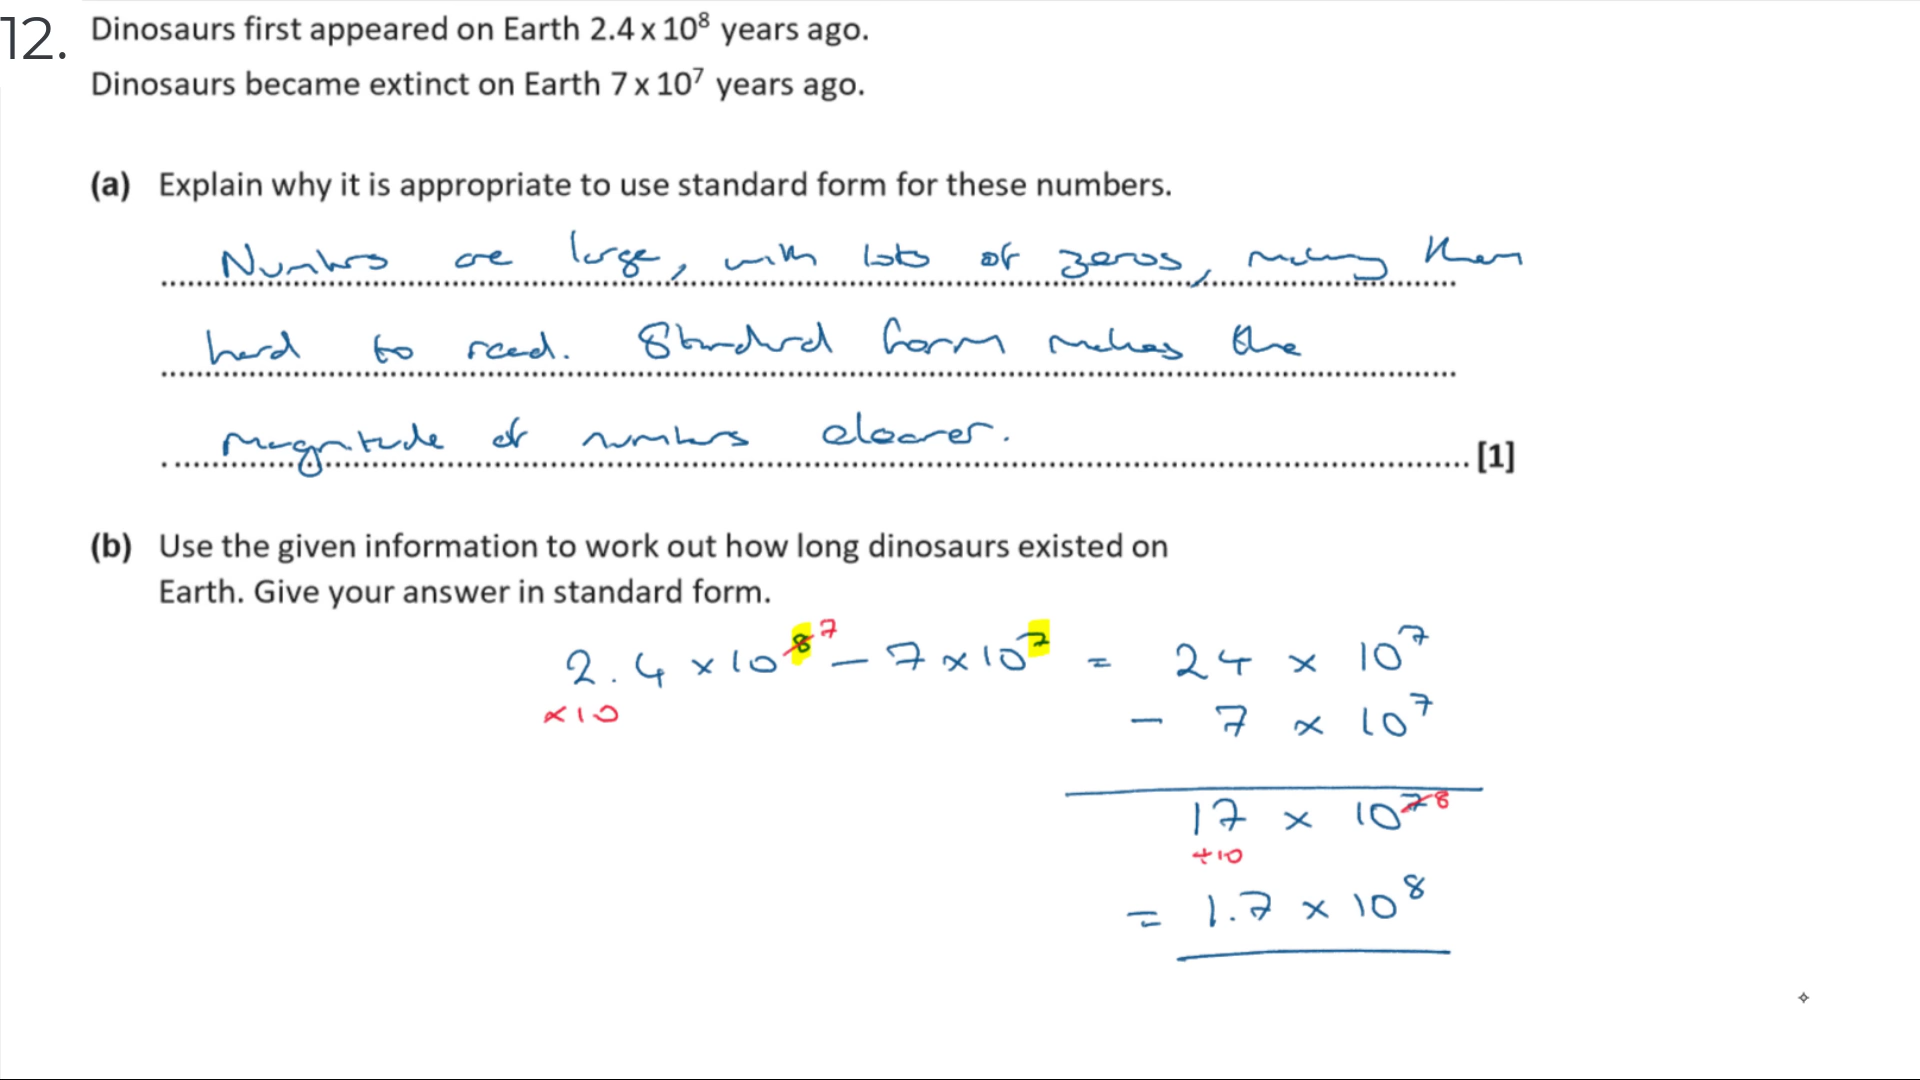 12. Dinosaurs first appeared on Earth 2.4 x 10⁸ years ago.
Dinosaurs became extinct on Earth 7 x 10⁷ years ago.
(a) Explain why it is appropriate to use standard form for these numbers.
Numbers are large, with lots of zeros, making them
hard to read. Standard form makes the
magnitude of numbers clearer. [1]
(b) Use the given information to work out how long dinosaurs existed on
Earth. Give your answer in standard form.
2.4 × 10⁸ ⁷ − 7 × 10⁷ = 24 × 10⁷
×10
− 7 × 10⁷
17 × 10⁷ ⁸
÷10
= 1.7 × 10⁸